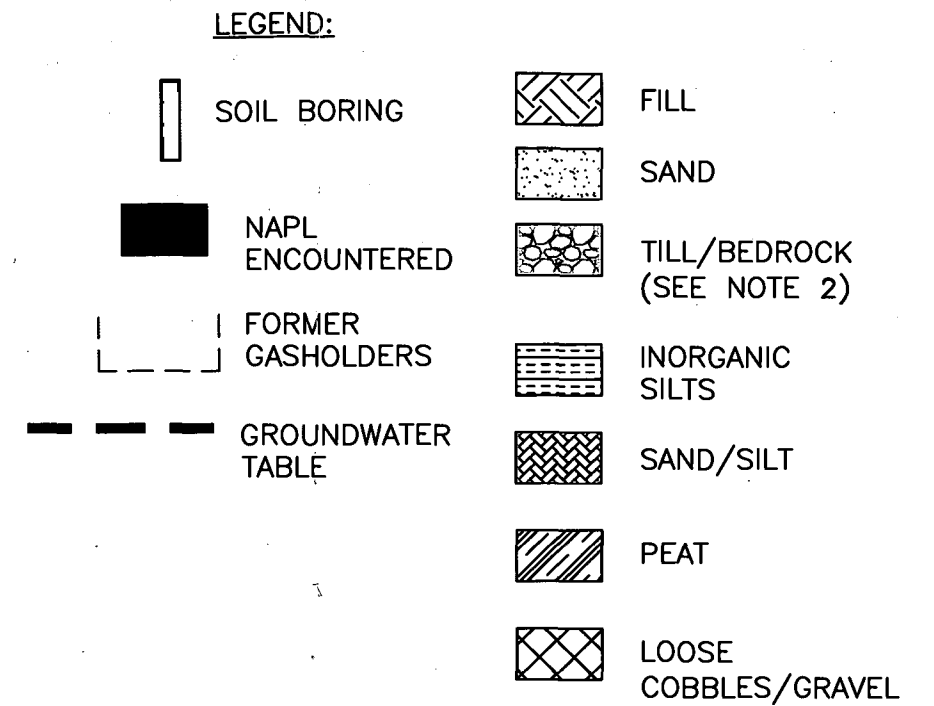 LEGEND:
SOIL BORING
NAPL
ENCOUNTERED
FORMER
GASHOLDERS
GROUNDWATER
TABLE
FILL
SAND
TILL/BEDROCK
(SEE NOTE 2)
INORGANIC
SILTS
SAND/SILT
PEAT
LOOSE
COBBLES/GRAVEL